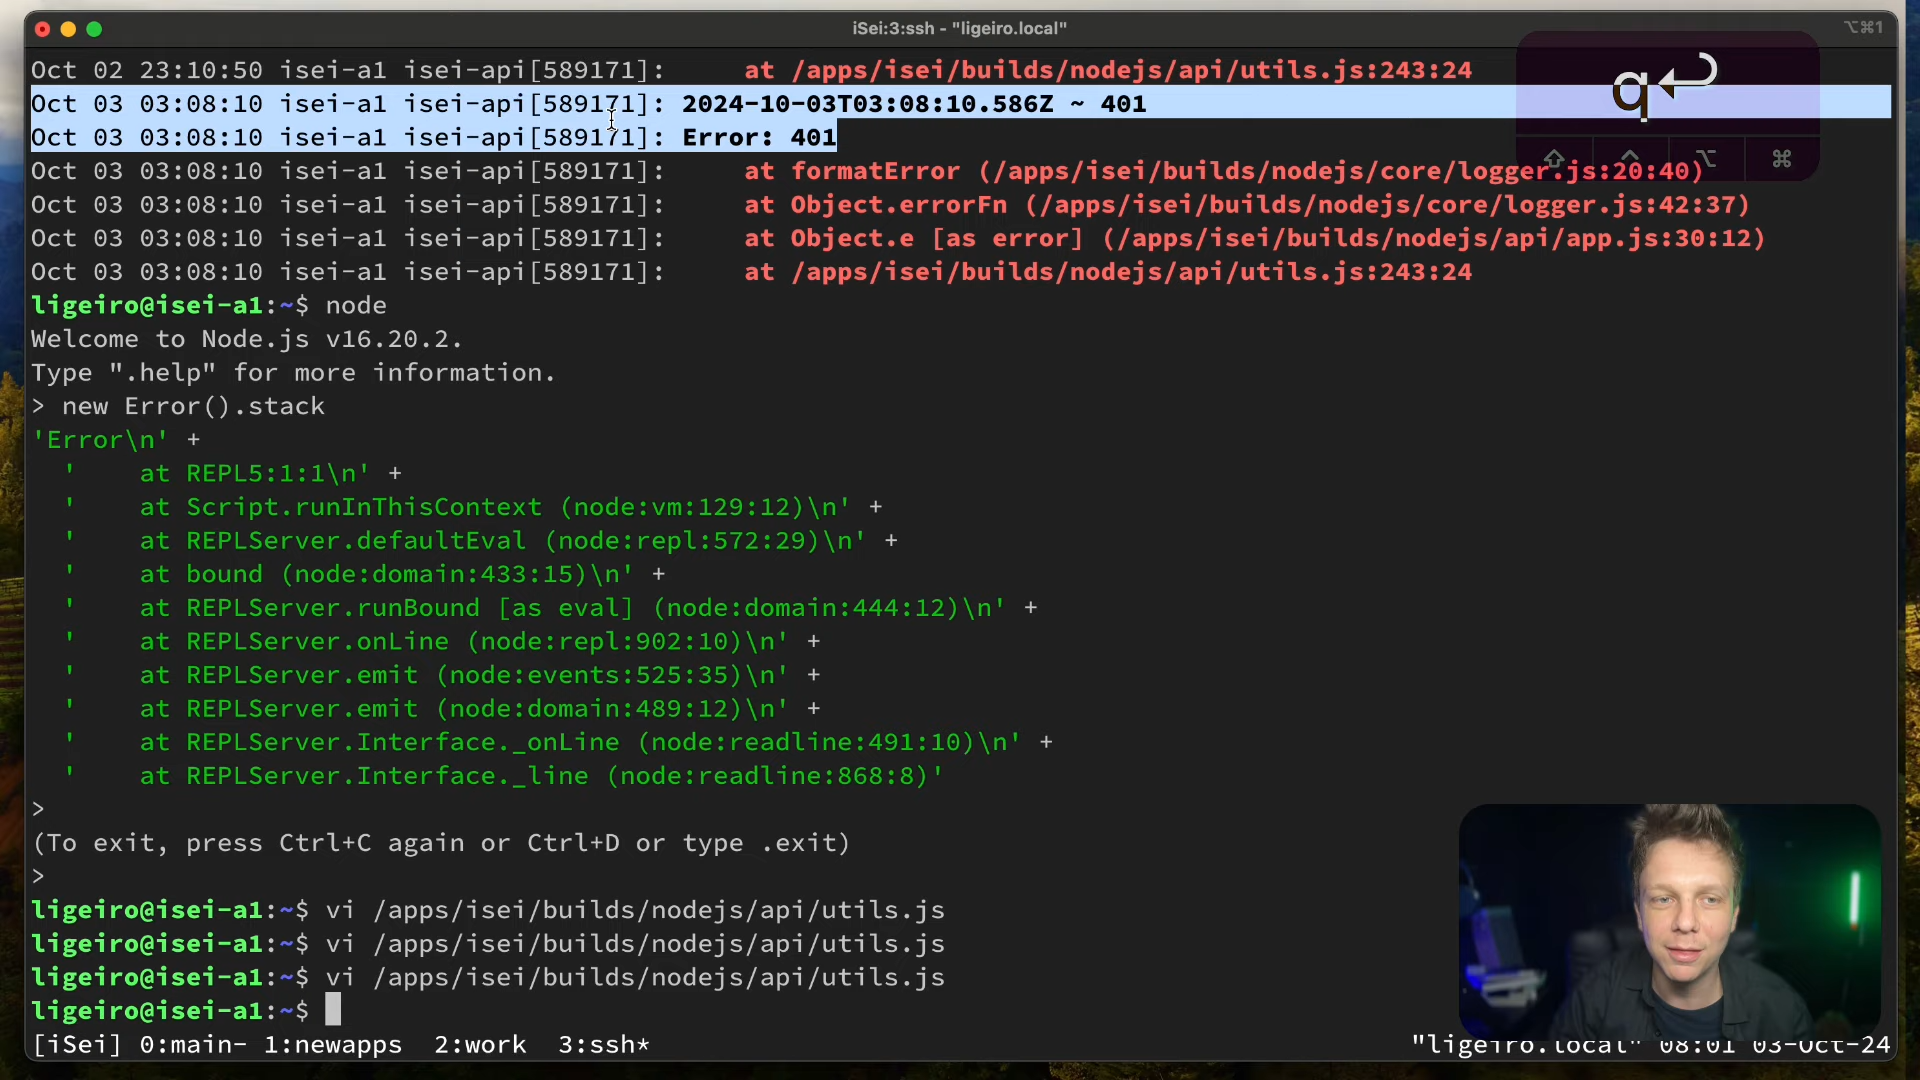 iSei:3:ssh - "ligeiro.local"
⌥⌘1
Oct 02 23:10:50 isei-a1 isei-api[589171]:     at /apps/isei/builds/nodejs/api/utils.js:243:24
Oct 03 03:08:10 isei-a1 isei-api[589171]: 2024-10-03T03:08:10.586Z ~ 401
Oct 03 03:08:10 isei-a1 isei-api[589171]: Error: 401
Oct 03 03:08:10 isei-a1 isei-api[589171]:     at formatError (/apps/isei/builds/nodejs/core/logger.js:20:40)
Oct 03 03:08:10 isei-a1 isei-api[589171]:     at Object.errorFn (/apps/isei/builds/nodejs/core/logger.js:42:37)
Oct 03 03:08:10 isei-a1 isei-api[589171]:     at Object.e [as error] (/apps/isei/builds/nodejs/api/app.js:30:12)
Oct 03 03:08:10 isei-a1 isei-api[589171]:     at /apps/isei/builds/nodejs/api/utils.js:243:24
q↩
⇧ ^ ⌥ ⌘
ligeiro@isei-a1:~$ node
Welcome to Node.js v16.20.2.
Type ".help" for more information.
> new Error().stack
'Error\n' +
  '    at REPL5:1:1\n' +
  '    at Script.runInThisContext (node:vm:129:12)\n' +
  '    at REPLServer.defaultEval (node:repl:572:29)\n' +
  '    at bound (node:domain:433:15)\n' +
  '    at REPLServer.runBound [as eval] (node:domain:444:12)\n' +
  '    at REPLServer.onLine (node:repl:902:10)\n' +
  '    at REPLServer.emit (node:events:525:35)\n' +
  '    at REPLServer.emit (node:domain:489:12)\n' +
  '    at REPLServer.Interface._onLine (node:readline:491:10)\n' +
  '    at REPLServer.Interface._line (node:readline:868:8)'
>
(To exit, press Ctrl+C again or Ctrl+D or type .exit)
>
ligeiro@isei-a1:~$ vi /apps/isei/builds/nodejs/api/utils.js
ligeiro@isei-a1:~$ vi /apps/isei/builds/nodejs/api/utils.js
ligeiro@isei-a1:~$ vi /apps/isei/builds/nodejs/api/utils.js
ligeiro@isei-a1:~$
[iSei] 0:main- 1:newapps  2:work  3:ssh*
"ligeiro.local" 08:01 03-Oct-24